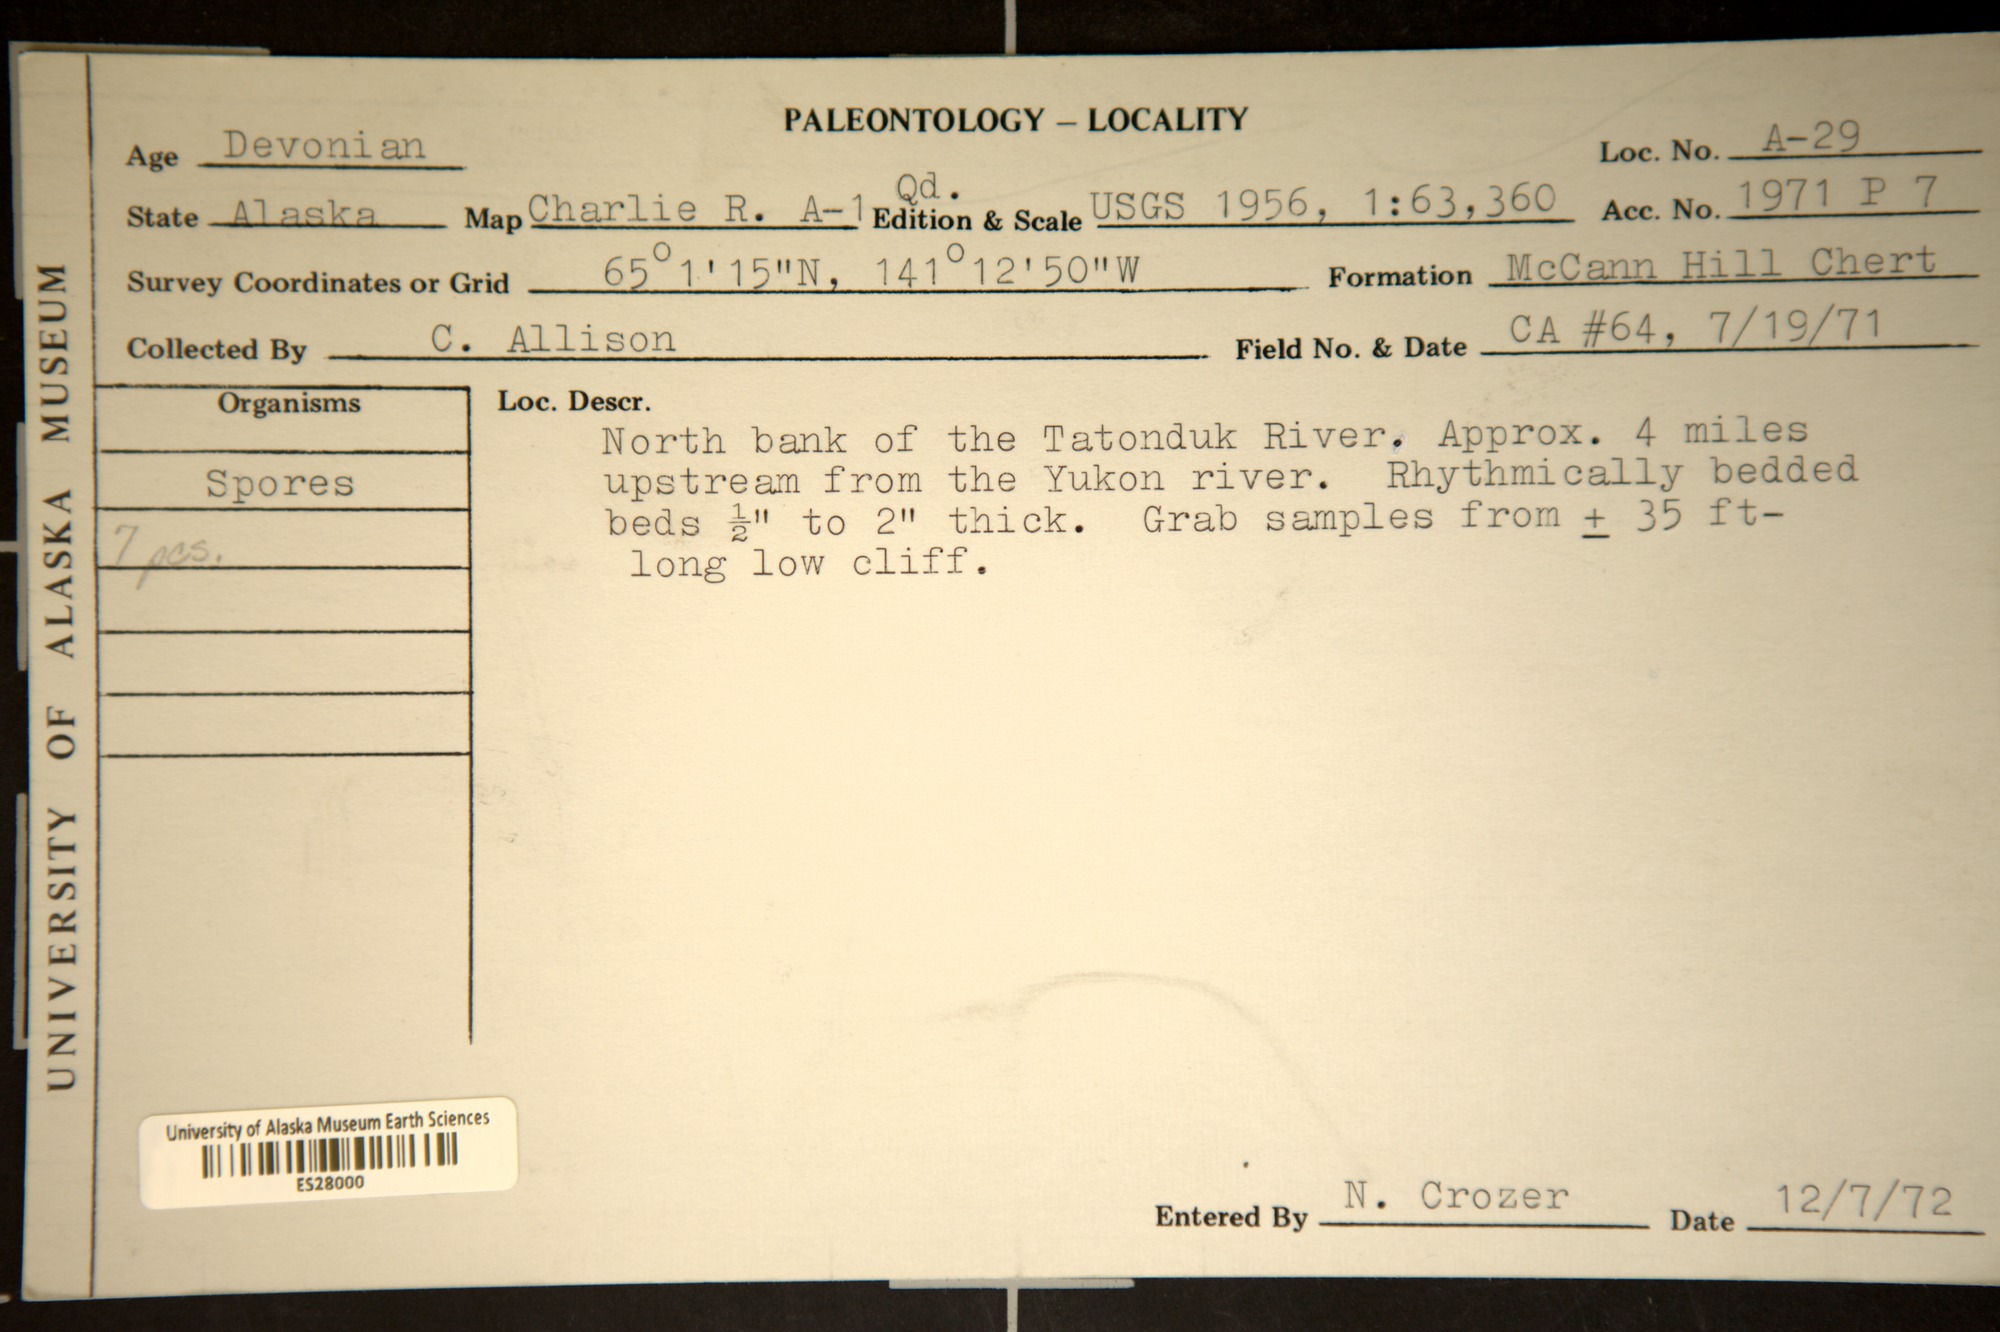 PALEONTOLOGY – LOCALITY
Age Devonian
Loc. No. A-29
State Alaska Map Charlie R. A-1 Qd. Edition & Scale USGS 1956, 1:63,360 Acc. No. 1971 P 7
Survey Coordinates or Grid 65°1'15"N, 141°12'50"W Formation McCann Hill Chert
Collected By C. Allison Field No. & Date CA #64, 7/19/71
Organisms
Spores
7 pcs.
Loc. Descr.
North bank of the Tatonduk River. Approx. 4 miles
upstream from the Yukon river. Rhythmically bedded
beds ½" to 2" thick. Grab samples from ± 35 ft-
long low cliff.
UNIVERSITY OF ALASKA MUSEUM
University of Alaska Museum Earth Sciences
ES28000
Entered By N. Crozer Date 12/7/72